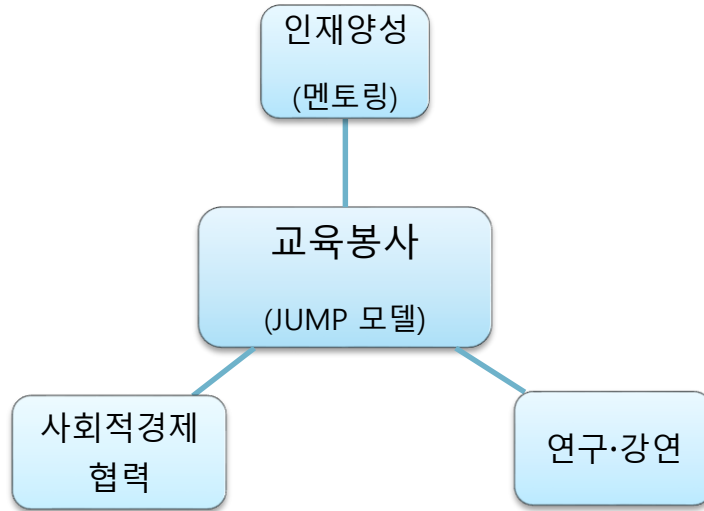 인재양성
(멘토링)
교육봉사
(JUMP 모델)
사회적경제
협력
연구·강연